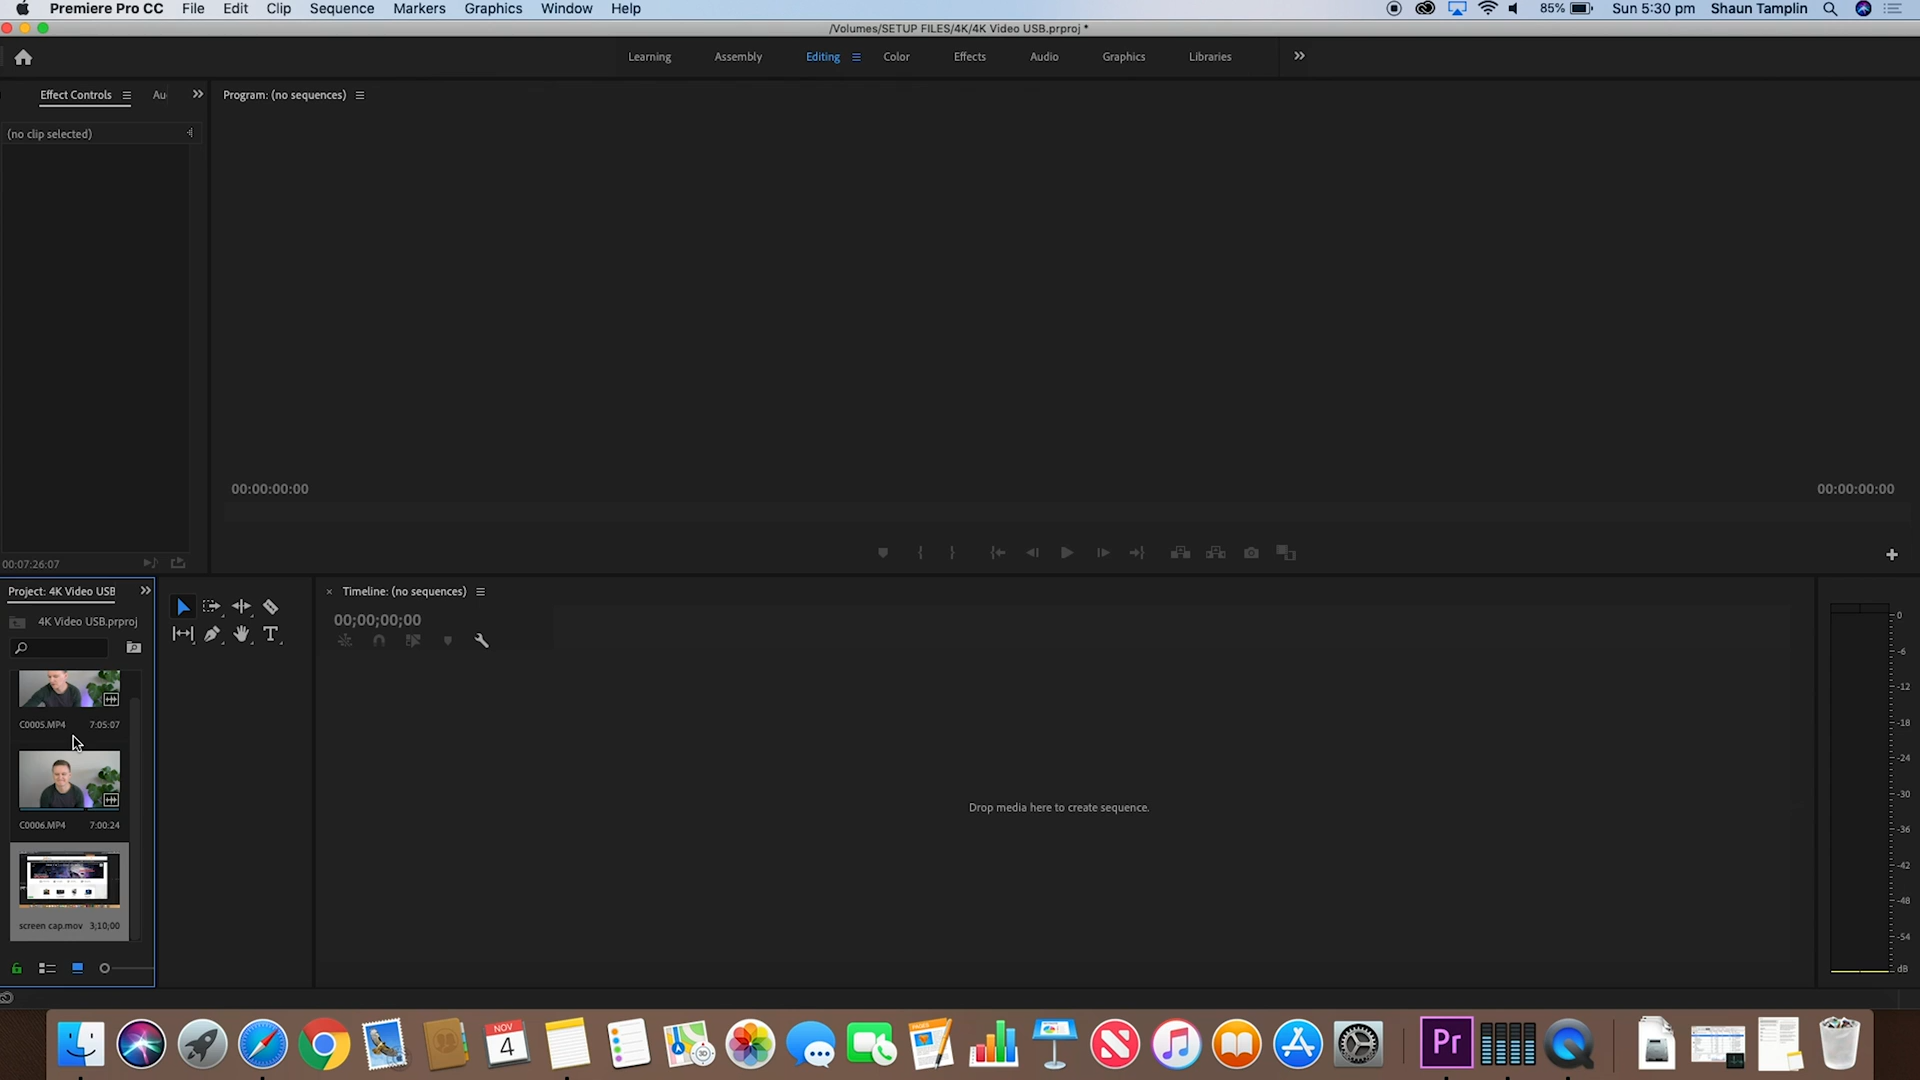 Premiere Pro CC File Edit Clip Sequence Markers Graphics Window Help 85% Sun 5:30 pm Shaun Tamplin
/Volumes/SETUP FILES/4K/4K Video USB.prproj *
Learning Assembly Editing Color Effects Audio Graphics Libraries
Effect Controls Au Program: (no sequences)
(no clip selected)
00:00:00:00 00:00:00:00
00:07:26:07
Project: 4K Video USB Timeline: (no sequences)
4K Video USB.prproj 00;00;00;00
0
-6
-12
-18
-24
-30
-36
-42
-48
-54
dB
C0005.MP4 7:05:07
Drop media here to create sequence.
C0006.MP4 7:00:24
screen cap.mov 3;10;00
NOV
4
3D
PAGES
Pr